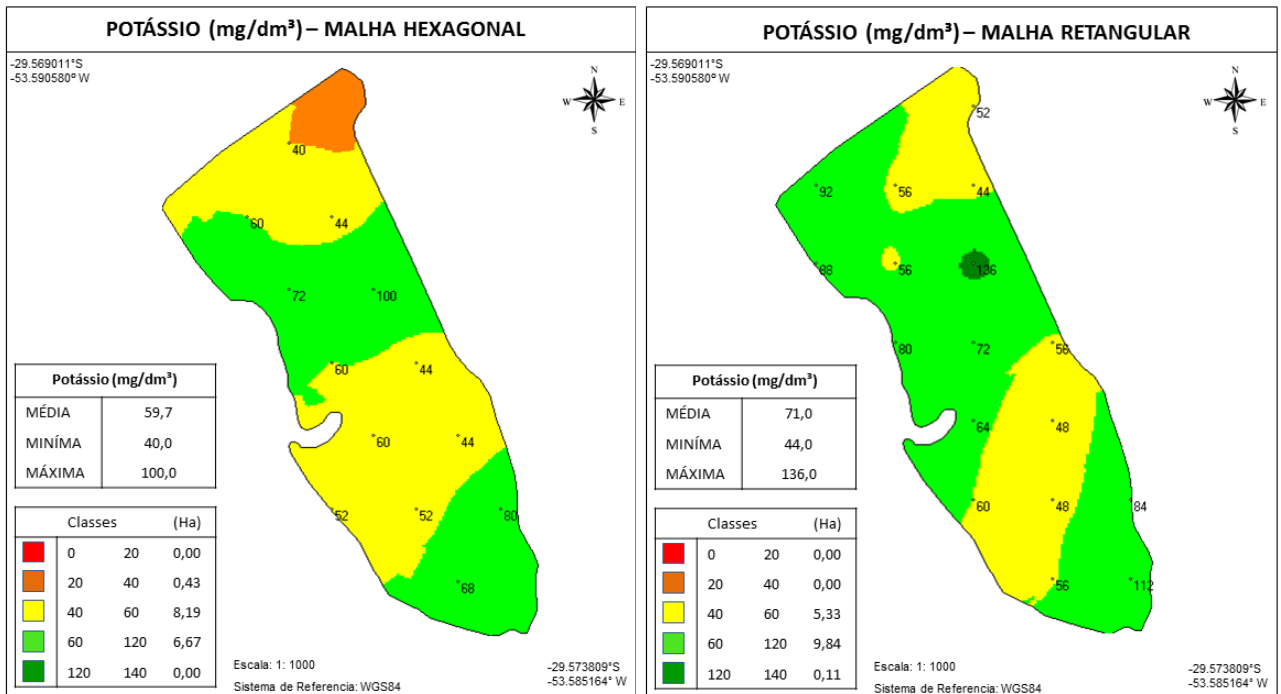 POTÁSSIO (mg/dm³) – MALHA HEXAGONAL
-29.569011°S
-53.590580º W
N
W E
S
40
60 44
72 100
60 44
60 44
52 52 80
68
Potássio (mg/dm³)
MÉDIA 59,7
MINÍMA 40,0
MÁXIMA 100,0
Classes (Ha)
0 20 0,00
20 40 0,43
40 60 8,19
60 120 6,67
120 140 0,00
Escala: 1: 1000
Sistema de Referencia: WGS84
-29.573809°S
-53.585164° W
POTÁSSIO (mg/dm³) – MALHA RETANGULAR
-29.569011°S
-53.590580º W
N
W E
S
52
92 56 44
88 56 136
80 72 56
64 48
60 48 84
56 112
Potássio (mg/dm³)
MÉDIA 71,0
MINÍMA 44,0
MÁXIMA 136,0
Classes (Ha)
0 20 0,00
20 40 0,00
40 60 5,33
60 120 9,84
120 140 0,11
Escala: 1: 1000
Sistema de Referencia: WGS84
-29.573809°S
-53.585164° W